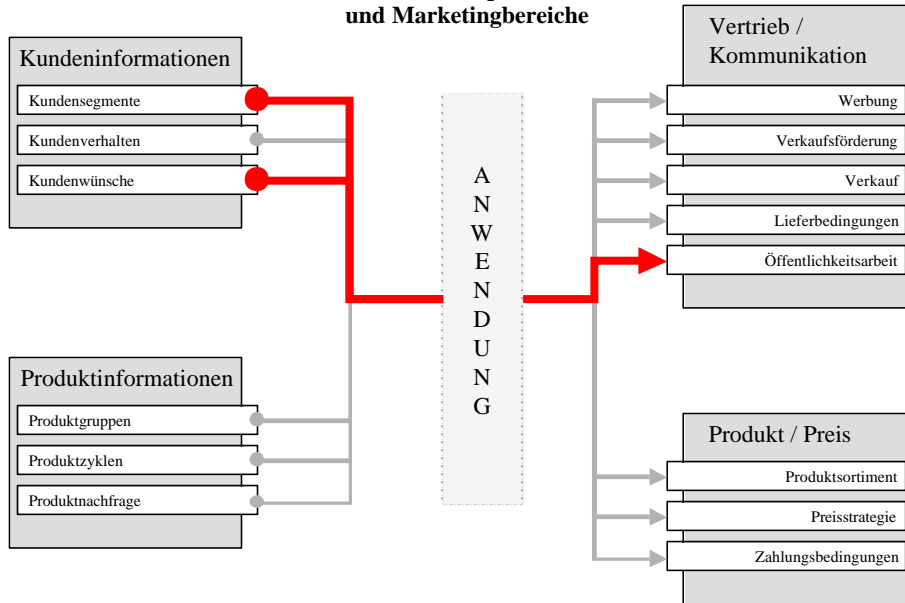 und Marketingbereiche
Kundeninformationen
Kundensegmente
Kundenverhalten
Kundenwünsche
Produktinformationen
Produktgruppen
Produktzyklen
Produktnachfrage
A
N
W
E
N
D
U
N
G
Vertrieb /
Kommunikation
Werbung
Verkaufsförderung
Verkauf
Lieferbedingungen
Öffentlichkeitsarbeit
Produkt / Preis
Produktsortiment
Preisstrategie
Zahlungsbedingungen